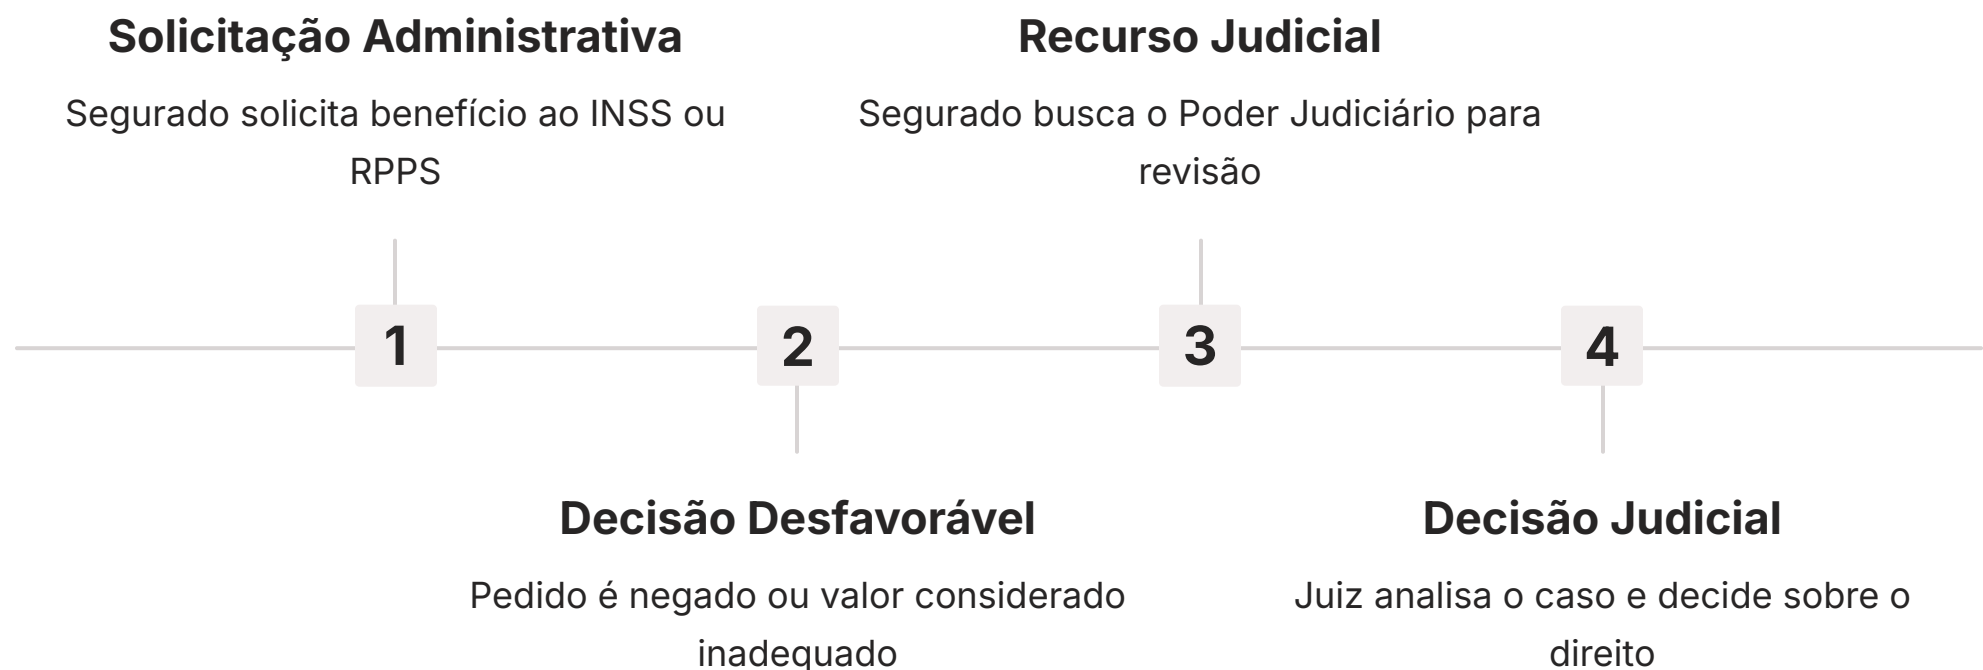 Solicitação Administrativa
Segurado solicita benefício ao INSS ou
RPPS
1
2
Decisão Desfavorável
Pedido é negado ou valor considerado
inadequado
Recurso Judicial
Segurado busca o Poder Judiciário para
revisão
3
4
Decisão Judicial
Juiz analisa o caso e decide sobre o
direito